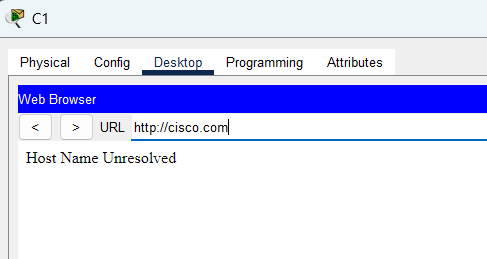 C1
Physical Config Desktop Programming Attributes
Web Browser
< > URL http://cisco.com
Host Name Unresolved